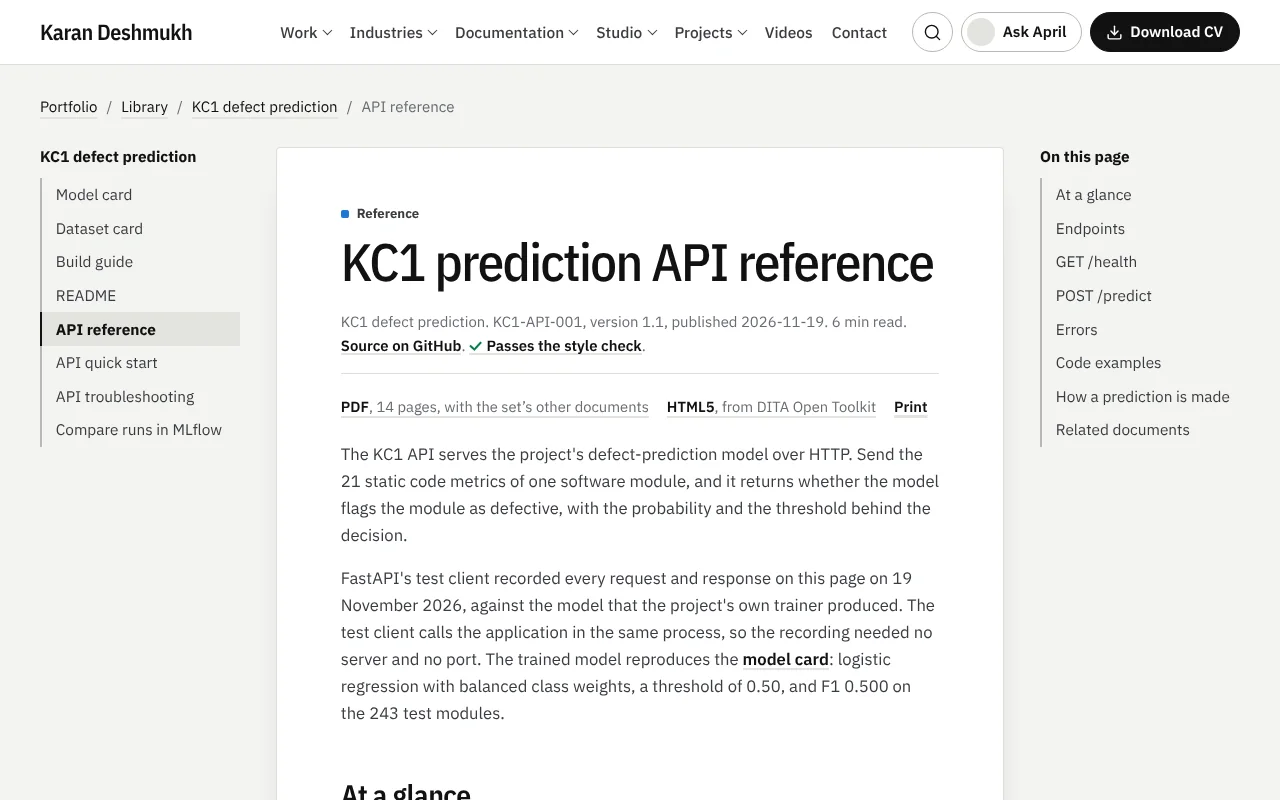 Karan Deshmukh
Work
Industries
Documentation
Studio
Projects
Videos
Contact
Ask April
Download CV
Portfolio / Library / KC1 defect prediction / API reference
KC1 defect prediction
Model card
Dataset card
Build guide
README
API reference
API quick start
API troubleshooting
Compare runs in MLflow
Reference
KC1 prediction API reference
KC1 defect prediction. KC1-API-001, version 1.1, published 2026-11-19. 6 min read.
Source on GitHub. Passes the style check.
PDF, 14 pages, with the set’s other documents HTML5, from DITA Open Toolkit Print
The KC1 API serves the project's defect-prediction model over HTTP. Send the
21 static code metrics of one software module, and it returns whether the model
flags the module as defective, with the probability and the threshold behind the
decision.
FastAPI's test client recorded every request and response on this page on 19
November 2026, against the model that the project's own trainer produced. The
test client calls the application in the same process, so the recording needed no
server and no port. The trained model reproduces the model card: logistic
regression with balanced class weights, a threshold of 0.50, and F1 0.500 on
the 243 test modules.
At a glance
On this page
At a glance
Endpoints
GET /health
POST /predict
Errors
Code examples
How a prediction is made
Related documents